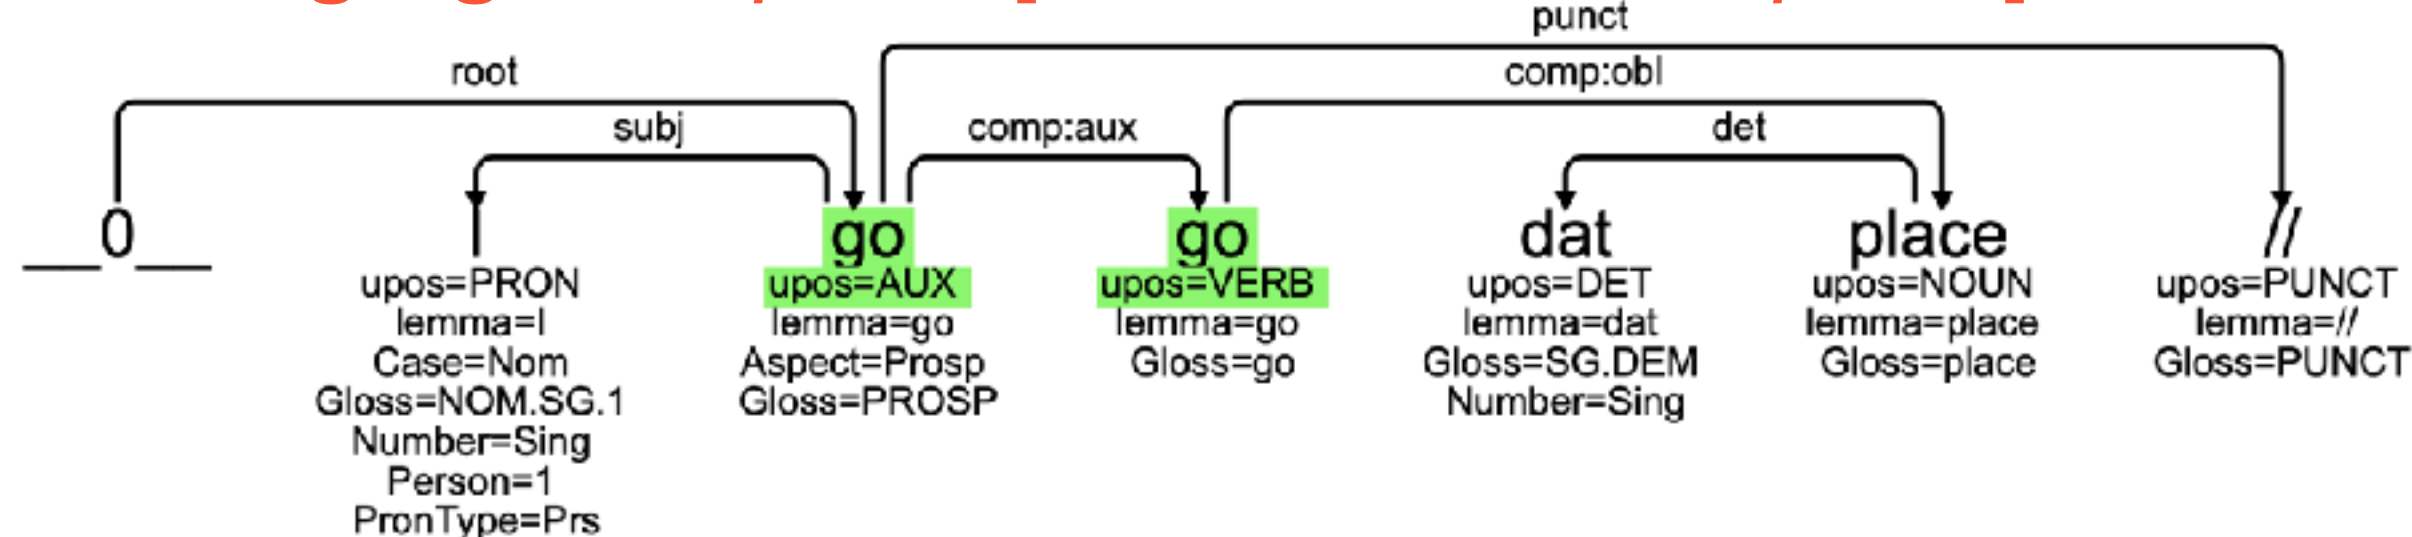 punct
root comp:obl
subj comp:aux det
__0__ I go go dat place //
upos=PRON upos=AUX upos=VERB upos=DET upos=NOUN upos=PUNCT
lemma=I lemma=go lemma=go lemma=dat lemma=place lemma=//
Case=Nom Aspect=Prosp Gloss=go Gloss=SG.DEM Gloss=place Gloss=PUNCT
Gloss=NOM.SG.1 Gloss=PROSP Number=Sing
Number=Sing
Person=1
PronType=Prs